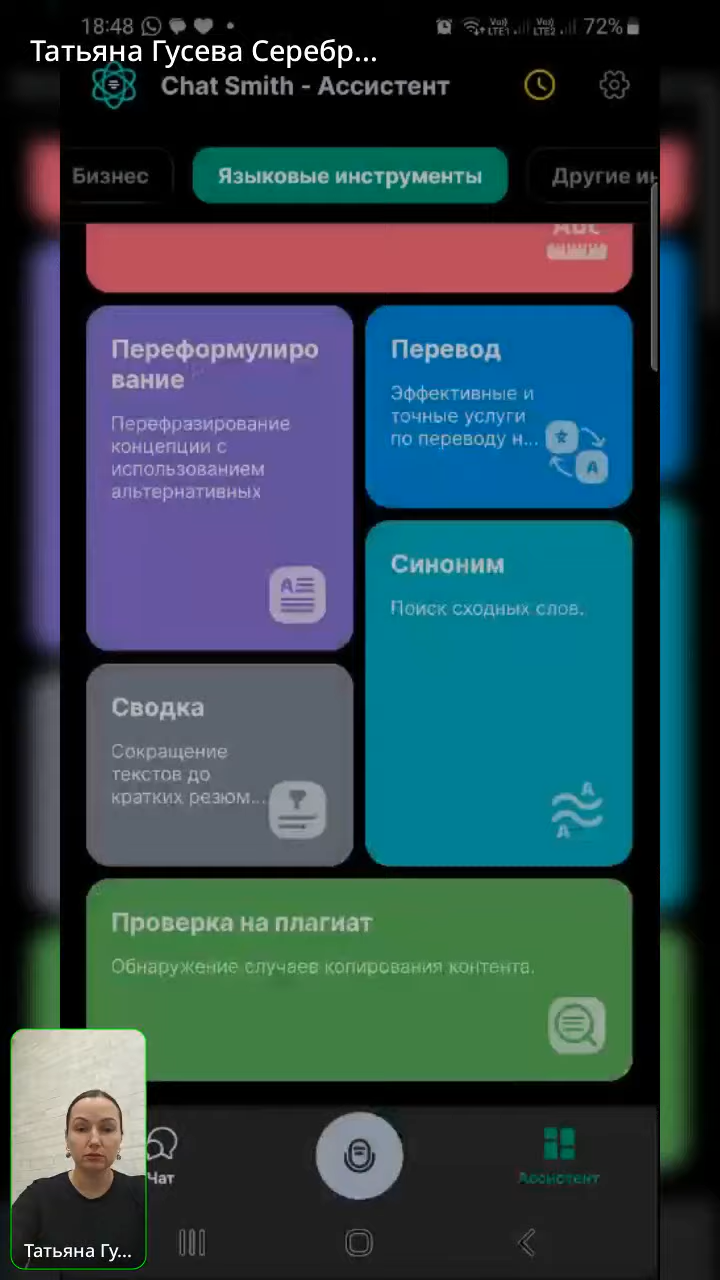 18:48
72%
Татьяна Гусева Серебр...
Chat Smith - Ассистент
Бизнес
Языковые инструменты
Другие ин
Abc
Переформулиро
вание
Перефразирование
концепции с
использованием
альтернативных
Перевод
Эффективные и
точные услуги
по переводу н...
Синоним
Поиск сходных слов.
Сводка
Сокращение
текстов до
кратких резюм...
Проверка на плагиат
Обнаружение случаев копирования контента.
Чат
Ассистент
Татьяна Гу...